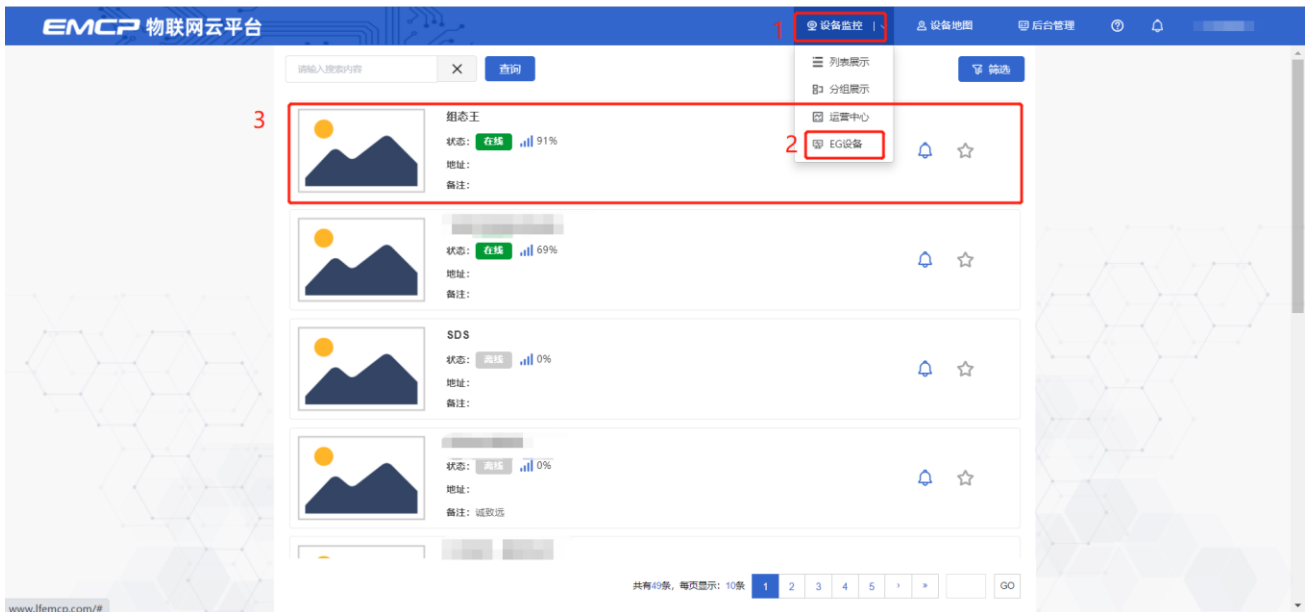 EMCP 物联网云平台
1
设备监控
设备地图
后台管理
请输入搜索内容
查询
列表展示
分组展示
运营中心
2
EG设备
筛选
3
组态王
状态: 在线 91%
地址:
备注:
状态: 在线 69%
地址:
备注:
SDS
状态: 离线 0%
地址:
备注:
状态: 离线 0%
地址:
备注: 诚致远
共有49条, 每页显示: 10条 1 2 3 4 5 › » GO
www.lfemcp.com/#